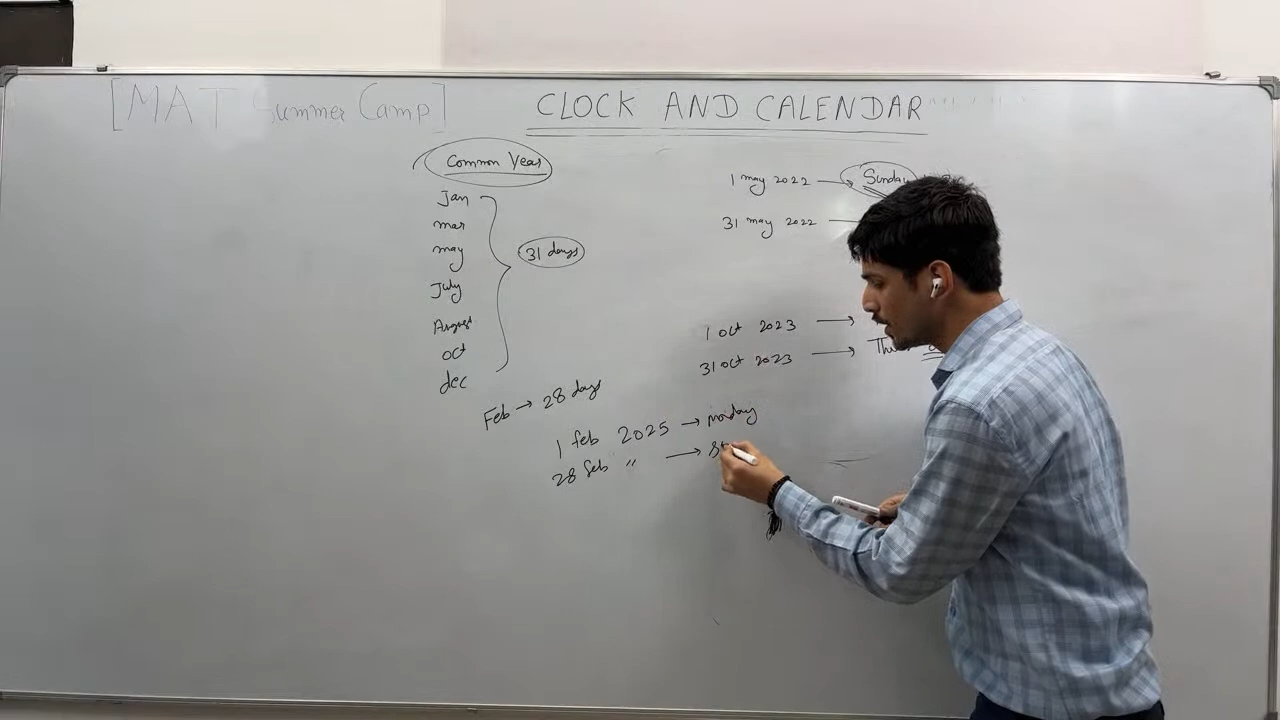 [MAT Summer Camp] CLOCK AND CALENDAR
Common Year
Jan
mar
may
July
August
oct
dec
31 days
Feb → 28 days
1 may 2022 → Sunday
31 may 2022
1 oct 2023 →
31 oct 2023 →
1 feb 2025 → monday
28 feb " →